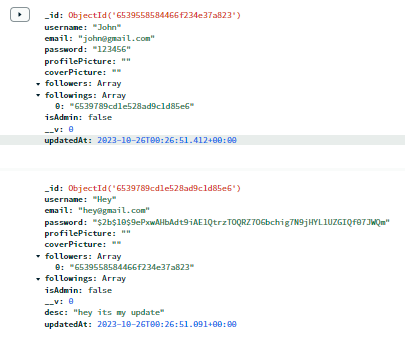 _id: ObjectId('6539558584466f234e37a823')
username: "John"
email: "john@gmail.com"
password: "123456"
profilePicture: ""
coverPicture: ""
followers: Array
followings: Array
0: "6539789cd1e528ad9c1d85e6"
isAdmin: false
__v: 0
updatedAt: 2023-10-26T00:26:51.412+00:00
_id: ObjectId('6539789cd1e528ad9c1d85e6')
username: "Hey"
email: "hey@gmail.com"
password: "$2b$10$9ePxwAHbAdt9iAE1QtrzTOQRZ7O6bchig7N9jHYL1UZGIQf07JWQm"
profilePicture: ""
coverPicture: ""
followers: Array
0: "6539558584466f234e37a823"
followings: Array
isAdmin: false
__v: 0
desc: "hey its my update"
updatedAt: 2023-10-26T00:26:51.091+00:00